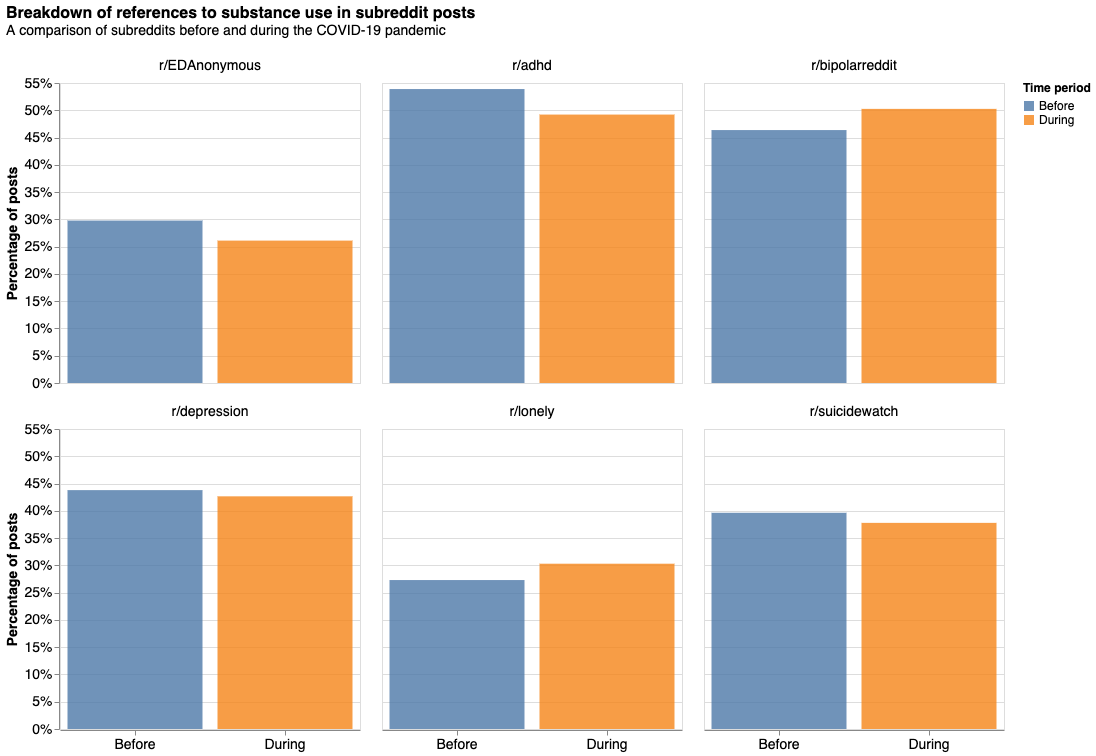 Breakdown of references to substance use in subreddit posts
A comparison of subreddits before and during the COVID-19 pandemic
r/EDAnonymous
r/adhd
r/bipolarreddit
Time period
Before
During
Percentage of posts
55%
50%
45%
40%
35%
30%
25%
20%
15%
10%
5%
0%
r/depression
r/lonely
r/suicidewatch
Percentage of posts
55%
50%
45%
40%
35%
30%
25%
20%
15%
10%
5%
0%
Before
During
Before
During
Before
During